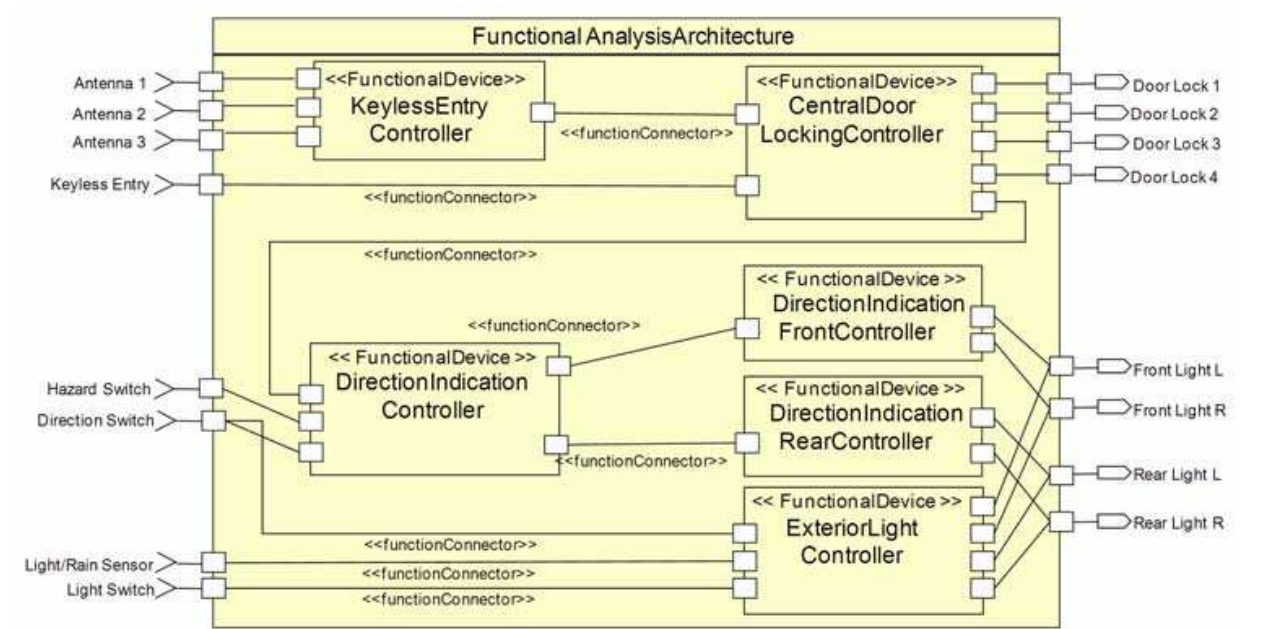 Functional AnalysisArchitecture
Antenna 1
Antenna 2
Antenna 3
Keyless Entry
<<FunctionalDevice>>
KeylessEntry
Controller
<<functionConnector>>
<<FunctionalDevice>>
CentralDoor
LockingController
Door Lock 1
Door Lock 2
Door Lock 3
Door Lock 4
<<functionConnector>>
<<functionConnector>>
<<functionConnector>>
<< FunctionalDevice >>
DirectionIndication
FrontController
Hazard Switch
Direction Switch
<< FunctionalDevice >>
DirectionIndication
Controller
<<functionConnector>>
<< FunctionalDevice >>
DirectionIndication
RearController
Front Light L
Front Light R
Rear Light L
Rear Light R
<< FunctionalDevice >>
ExteriorLight
Controller
Light/Rain Sensor
Light Switch
<<functionConnector>>
<<functionConnector>>
<<functionConnector>>